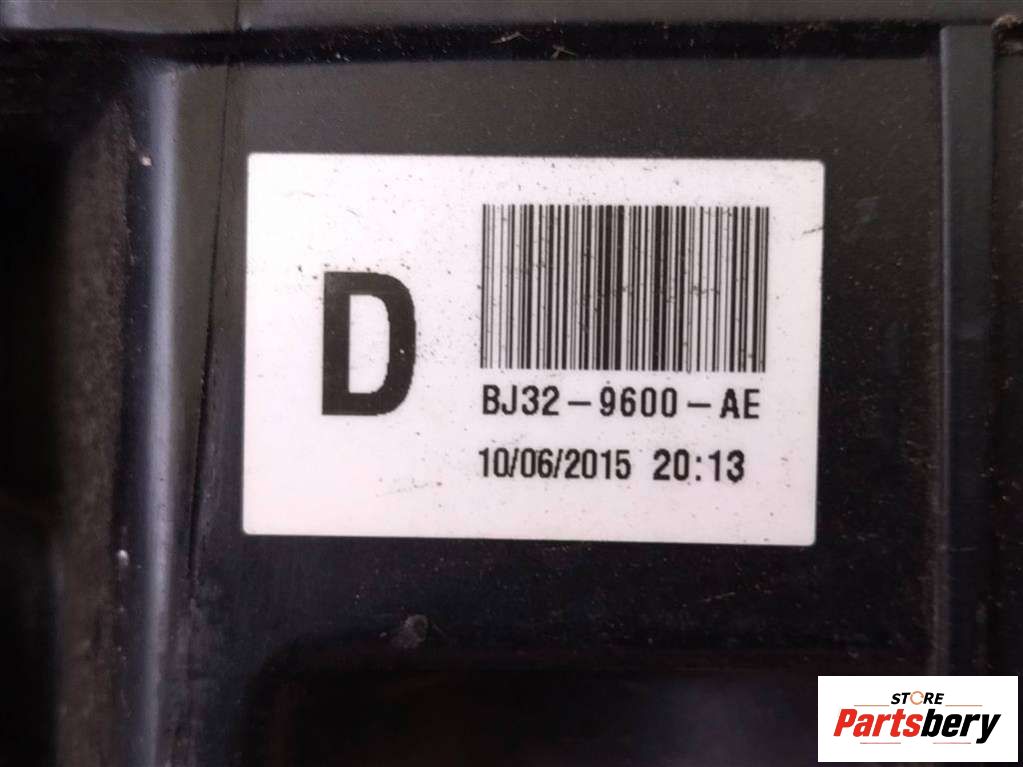 D
BJ32-9600-AE
10/06/2015 20:13
STORE
Partsbery